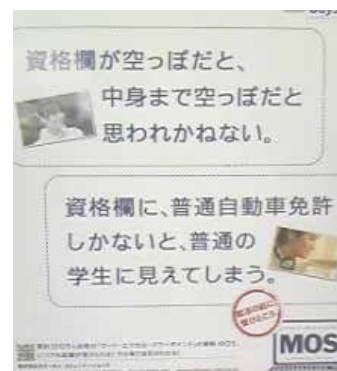 資格欄が空っぽだと、
中身まで空っぽだと
思われかねない。
資格欄に、普通自動車免許
しかないと、普通の
学生に見えてしまう。
MOS